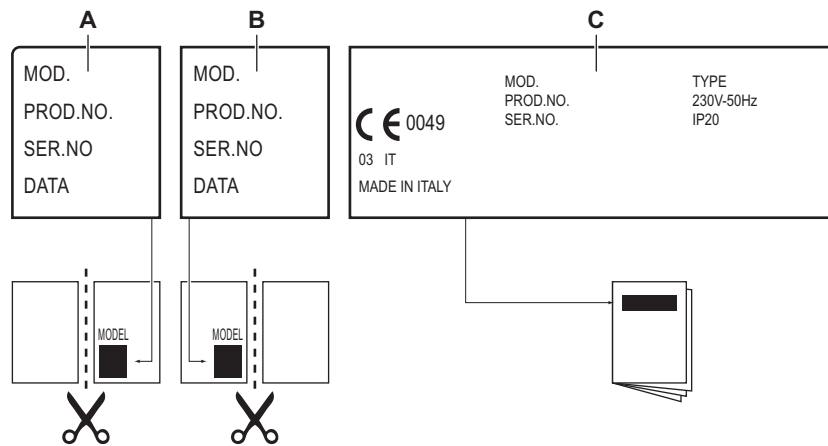 A
B
C
MOD.
PROD.NO.
SER.NO
DATA
MOD.
PROD.NO.
SER.NO
DATA
MOD.
PROD.NO.
SER.NO.
TYPE
230V-50Hz
IP20
CE 0049
03 IT
MADE IN ITALY
MODEL
MODEL